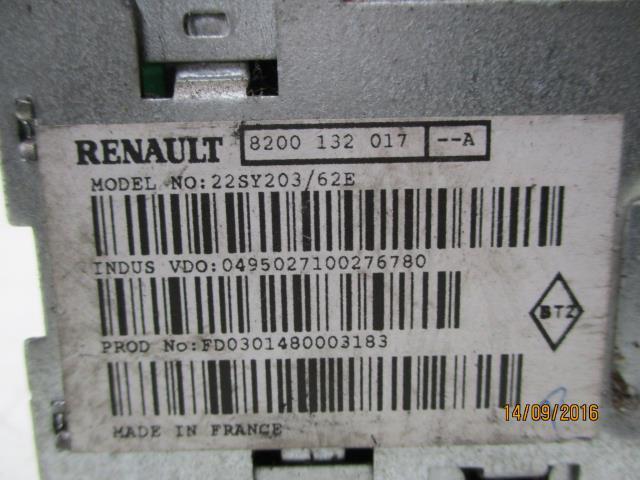 RENAULT 8200 132 017 --A
MODEL NO:22SY203/62E
INDUS VDO:0495027100276780
BTZ
PROD No:FD0301480003183
MADE IN FRANCE
14/09/2016